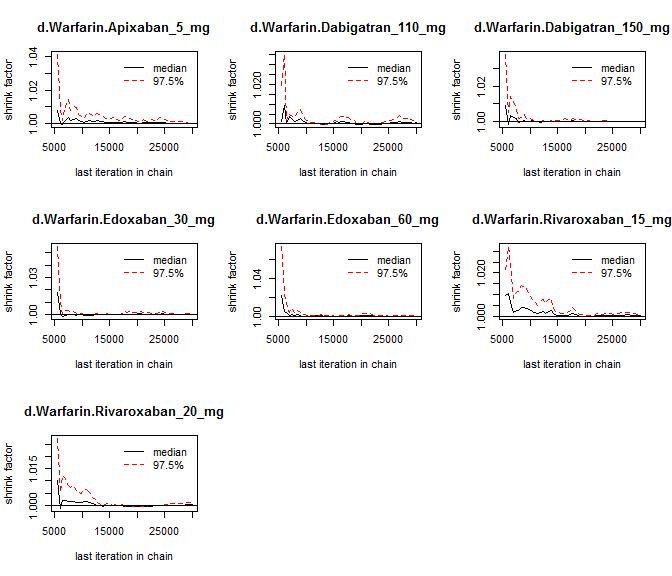 d.Warfarin.Apixaban_5_mg
shrink factor
1.00 1.02 1.04
median
97.5%
5000 15000 25000
last iteration in chain
d.Warfarin.Dabigatran_110_mg
shrink factor
1.000 1.020
median
97.5%
5000 15000 25000
last iteration in chain
d.Warfarin.Dabigatran_150_mg
shrink factor
1.00 1.02
median
97.5%
5000 15000 25000
last iteration in chain
d.Warfarin.Edoxaban_30_mg
shrink factor
1.00 1.03
median
97.5%
5000 15000 25000
last iteration in chain
d.Warfarin.Edoxaban_60_mg
shrink factor
1.00 1.04
median
97.5%
5000 15000 25000
last iteration in chain
d.Warfarin.Rivaroxaban_15_mg
shrink factor
1.000 1.020
median
97.5%
5000 15000 25000
last iteration in chain
d.Warfarin.Rivaroxaban_20_mg
shrink factor
1.000 1.015
median
97.5%
5000 15000 25000
last iteration in chain